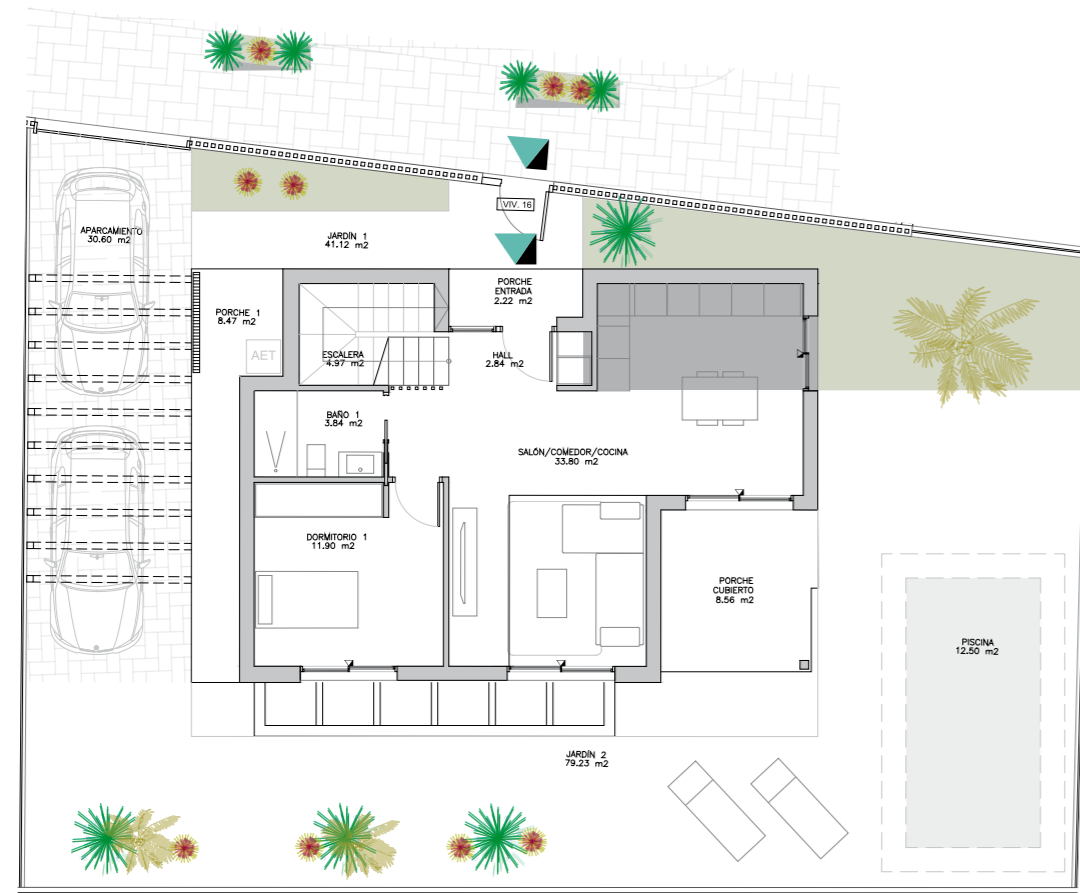 VIV. 16
APARCAMIENTO
30.60 m2
JARDÍN 1
41.12 m2
PORCHE
ENTRADA
2.22 m2
PORCHE 1
8.47 m2
AET
ESCALERA
4.97 m2
HALL
2.84 m2
BAÑO 1
3.84 m2
SALÓN/COMEDOR/COCINA
33.80 m2
DORMITORIO 1
11.90 m2
PORCHE
CUBIERTO
8.56 m2
PISCINA
12.50 m2
JARDÍN 2
79.23 m2